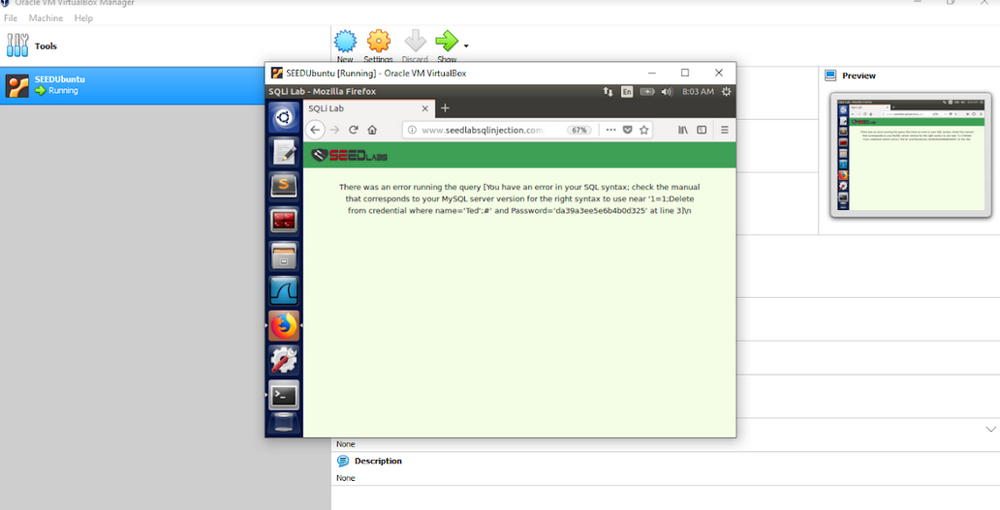 Oracle VM VirtualBox Manager
File Machine Help
Tools
New Settings Discard Show
SEEDUbuntu
Running
Preview
SEEDUbuntu [Running] - Oracle VM VirtualBox
SQLi Lab - Mozilla Firefox
En
8:03 AM
SQLi Lab
www.seedlabsqlinjection.com
67%
SEEDLABS
There was an error running the query [You have an error in your SQL syntax; check the manual
that corresponds to your MySQL server version for the right syntax to use near '1=1;Delete
from credential where name='Ted';#' and Password='da39a3ee5e6b4b0d325' at line 3]\n
None
Description
None